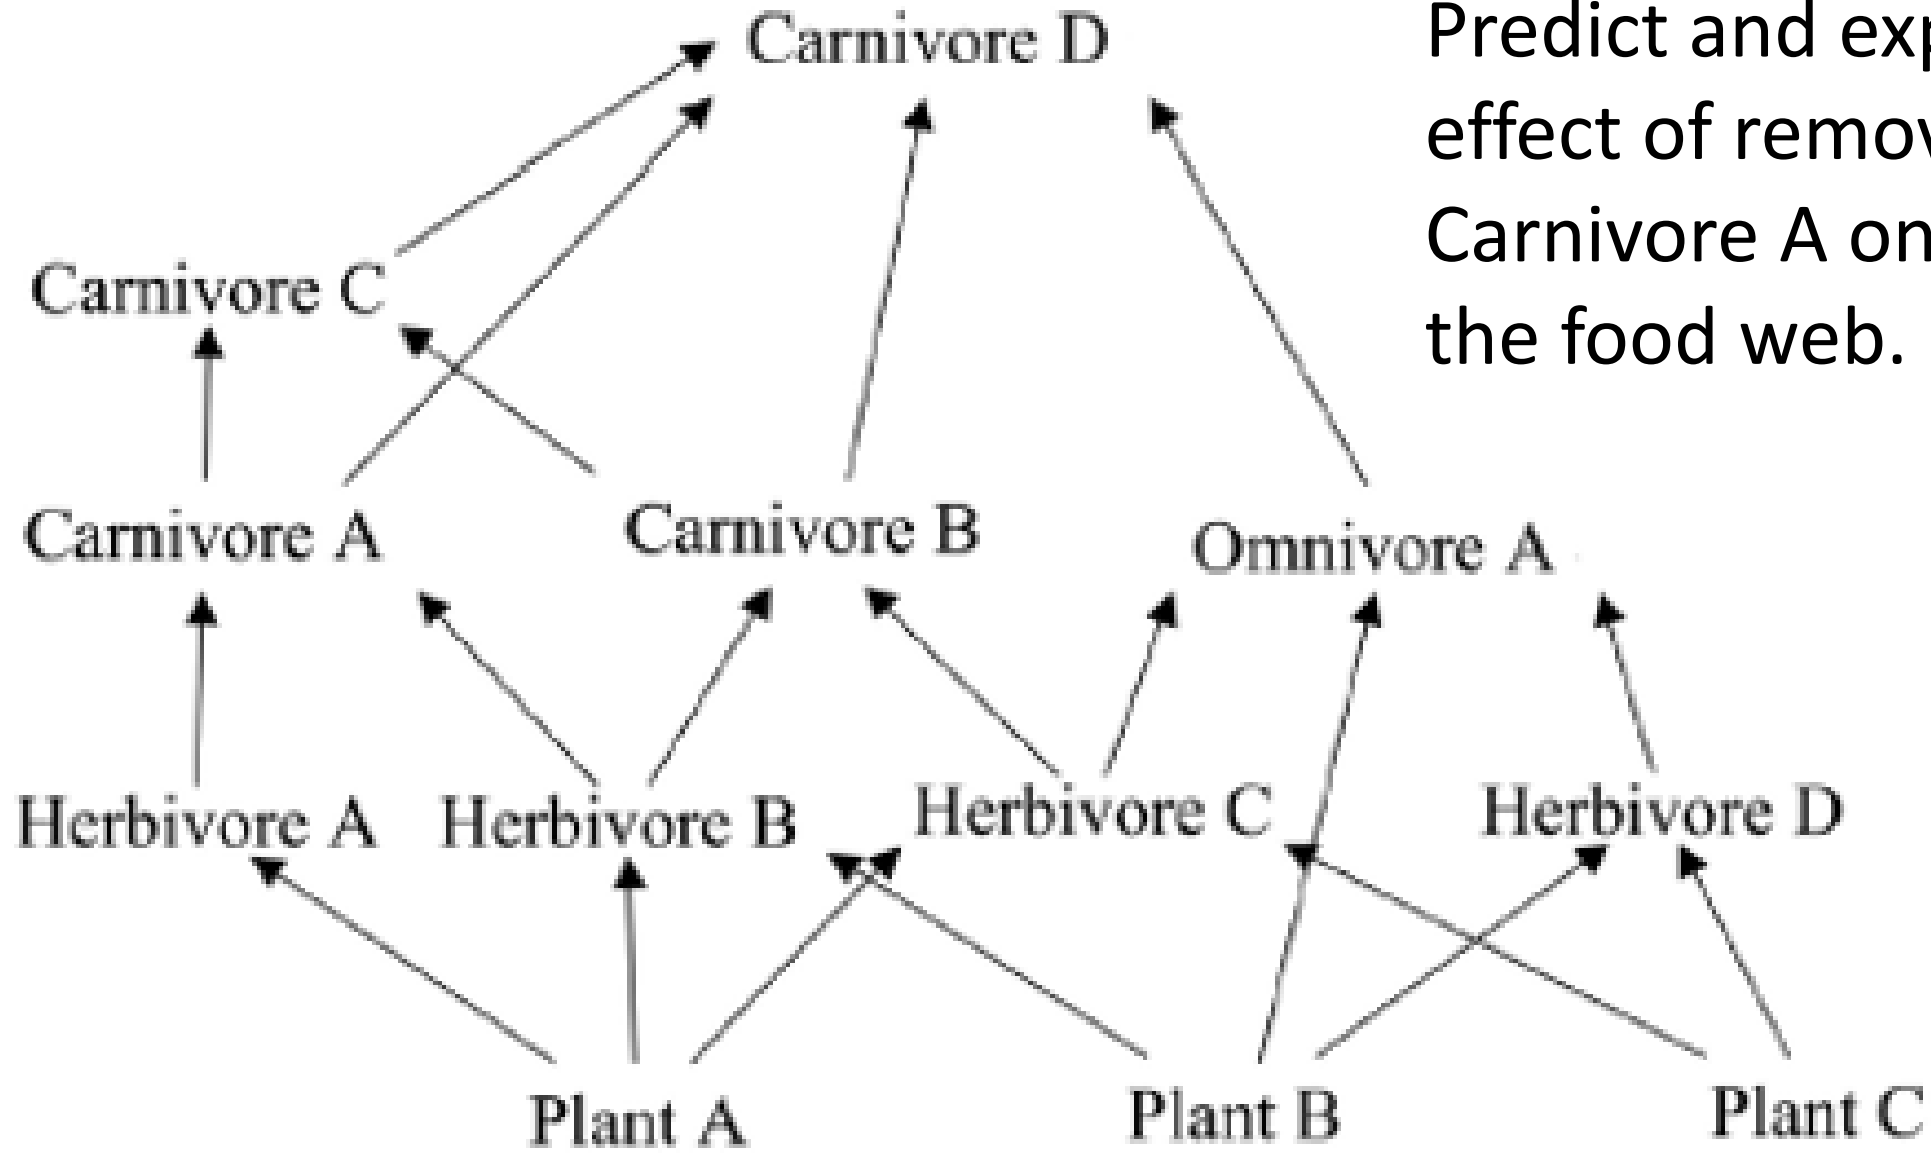 Carnivore D
Predict and exp
effect of remov
Carnivore A on
the food web.
Carnivore C
Carnivore A
Carnivore B
Omnivore A
Herbivore A
Herbivore B
Herbivore C
Herbivore D
Plant A
Plant B
Plant C